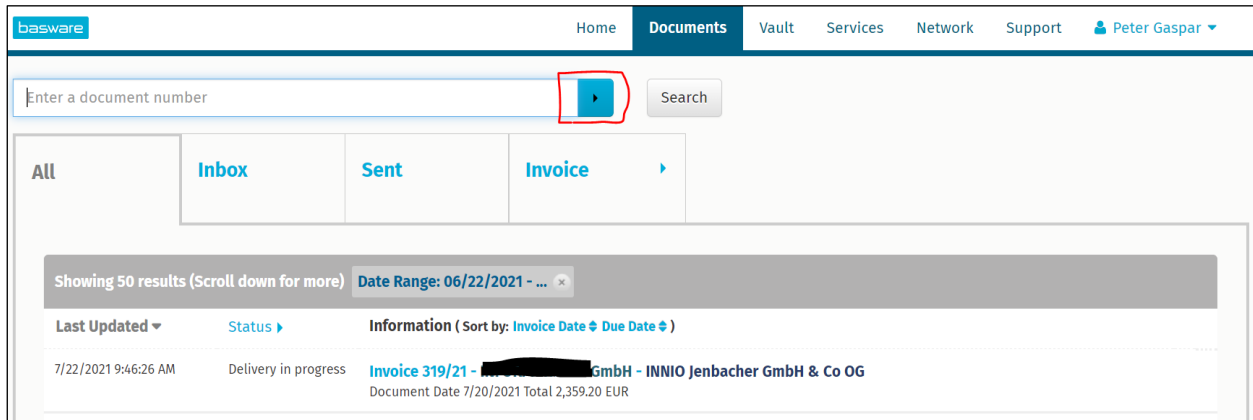 basware Home Documents Vault Services Network Support Peter Gaspar
Enter a document number Search
All Inbox Sent Invoice
Showing 50 results (Scroll down for more) Date Range: 06/22/2021 - ...
Last Updated Status Information ( Sort by: Invoice Date Due Date )
7/22/2021 9:46:26 AM Delivery in progress Invoice 319/21 - GmbH - INNIO Jenbacher GmbH & Co OG
Document Date 7/20/2021 Total 2,359.20 EUR